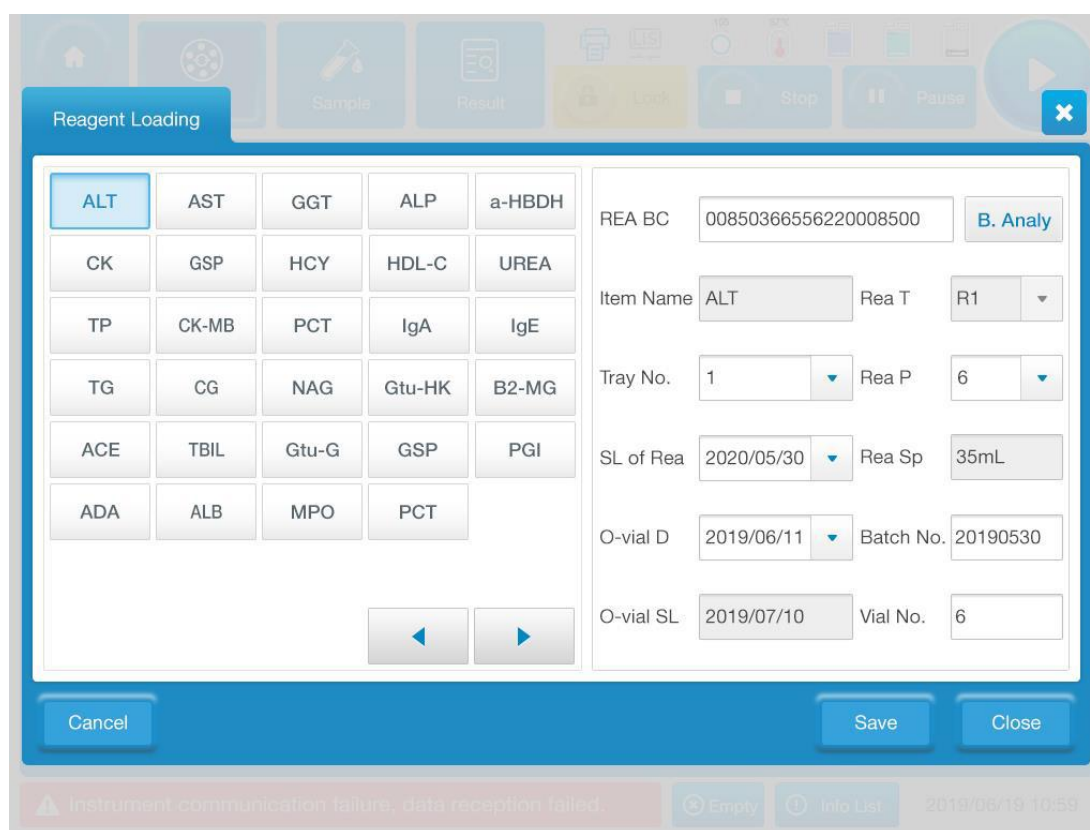 LIS
Sample
Result
Lock
Stop
Pause
Reagent Loading
ALT AST GGT ALP a-HBDH
CK GSP HCY HDL-C UREA
TP CK-MB PCT IgA IgE
TG CG NAG Gtu-HK B2-MG
ACE TBIL Gtu-G GSP PGI
ADA ALB MPO PCT
REA BC 00850366556220008500 B. Analy
Item Name ALT Rea T R1
Tray No. 1 Rea P 6
SL of Rea 2020/05/30 Rea Sp 35mL
O-vial D 2019/06/11 Batch No. 20190530
O-vial SL 2019/07/10 Vial No. 6
Cancel Save Close
Instrument communication failure, data reception failed. Empty Info List 2019/06/19 10:59